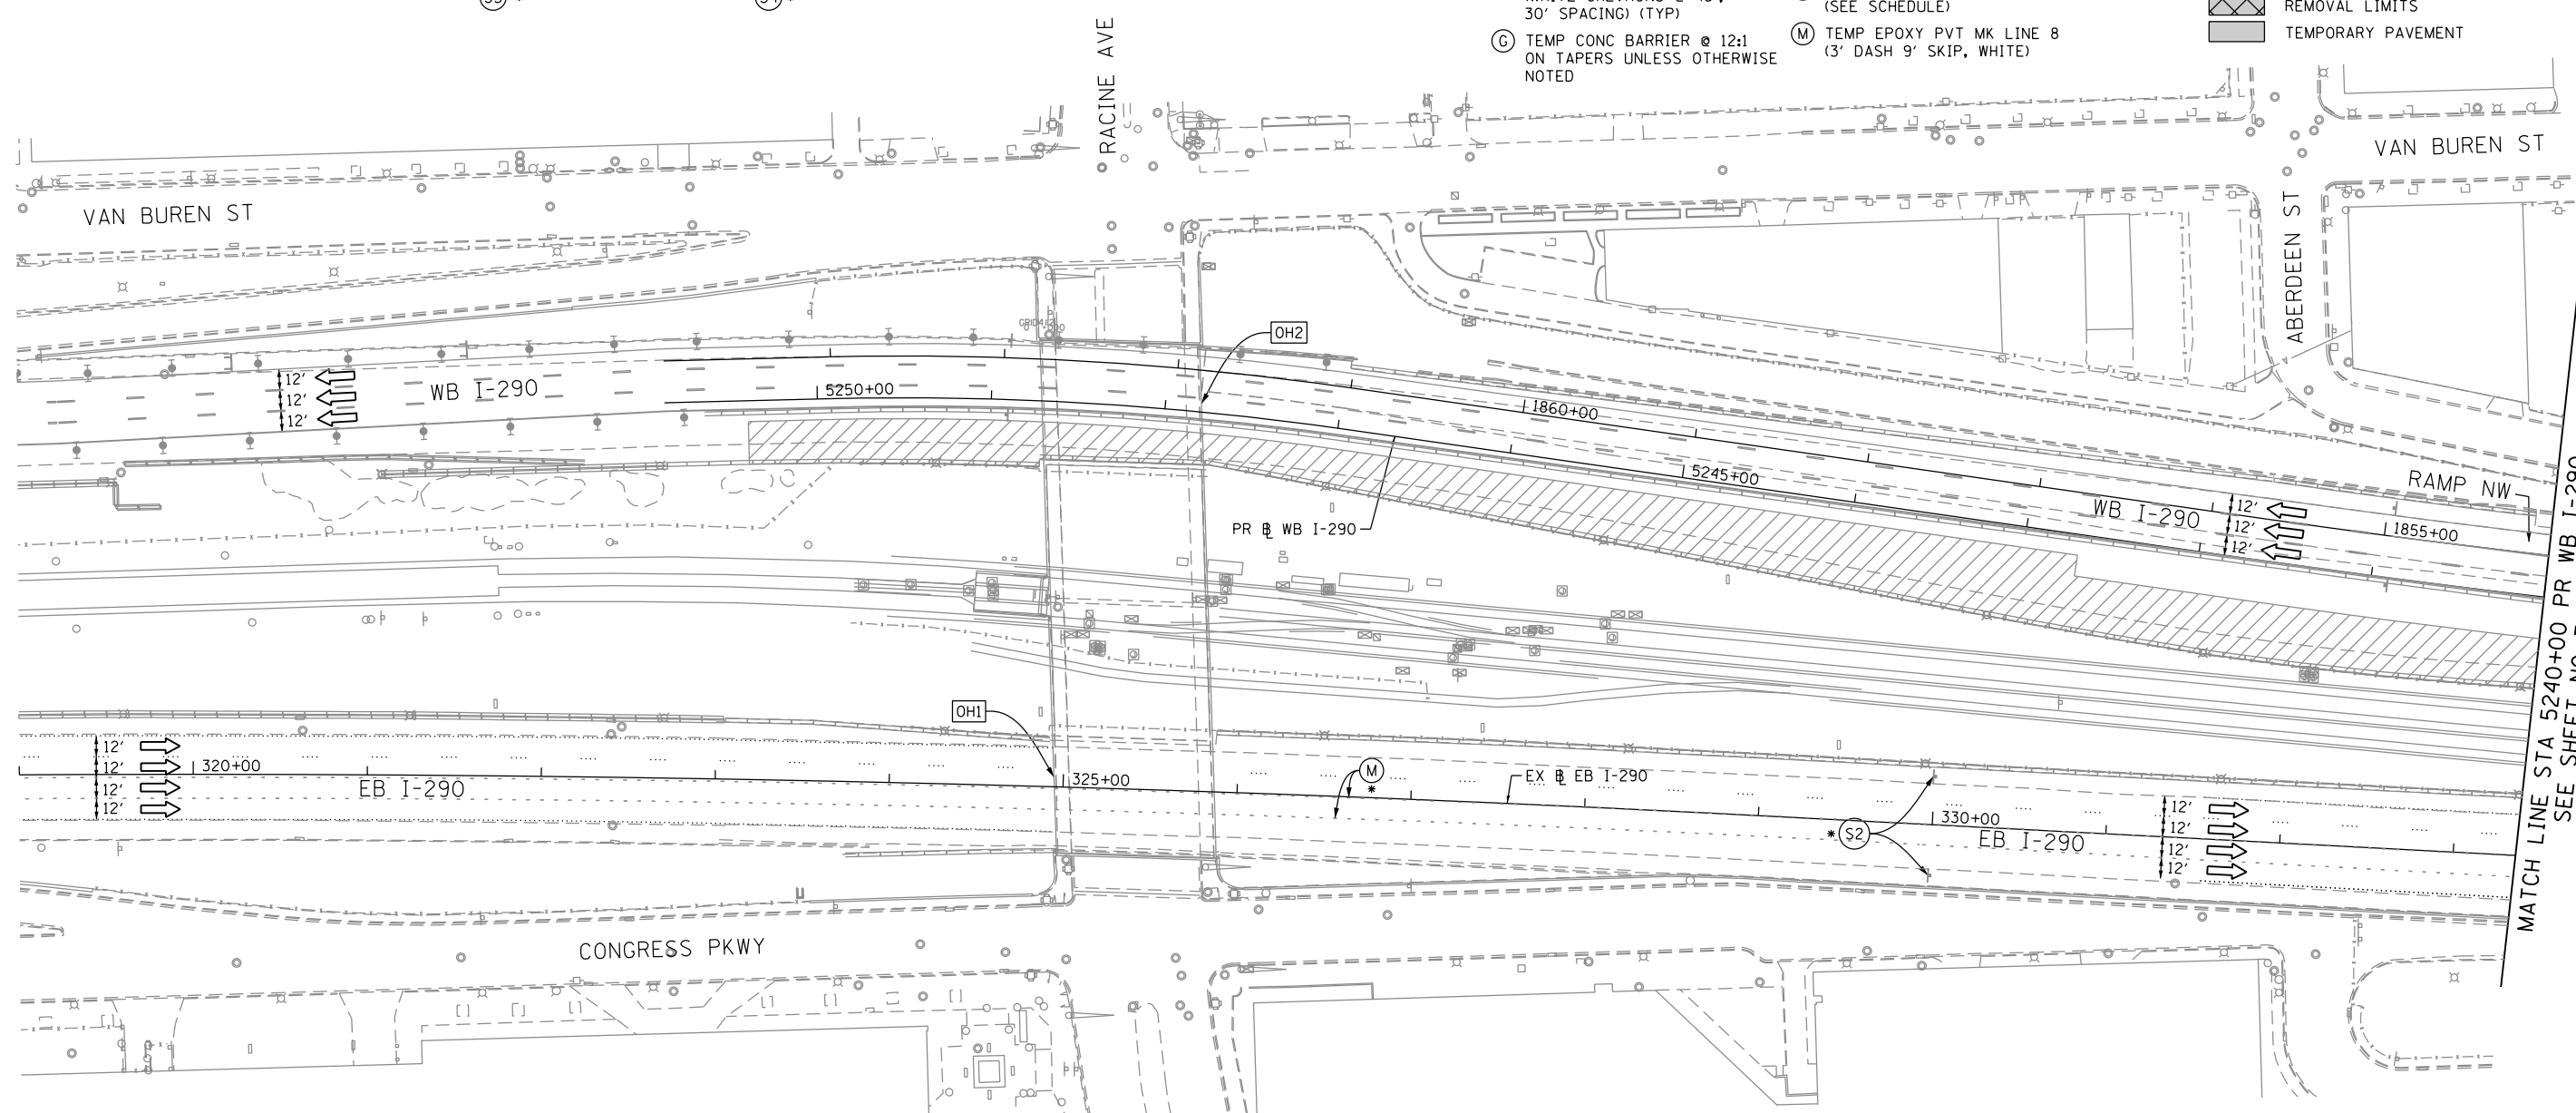 30' SPACING) (TYP)
G TEMP CONC BARRIER @ 12:1
ON TAPERS UNLESS OTHERWISE
NOTED
(SEE SCHEDULE)
M TEMP EPOXY PVT MK LINE 8
(3' DASH 9' SKIP, WHITE)
REMOVAL LIMITS
TEMPORARY PAVEMENT
RACINE AVE
VAN BUREN ST
VAN BUREN ST
ABERDEEN ST
OH2
12'
12'
12'
WB I-290
5250+00
1860+00
5245+00
RAMP NW
WB I-290
12'
12'
12'
1855+00
PR BL WB I-290
OH1
12'
12'
12'
12'
320+00
EB I-290
325+00
M
*
EX BL EB I-290
* S2
330+00
EB I-290
12'
12'
12'
12'
CONGRESS PKWY
MATCH LINE STA 5240+00 PR WB I-290